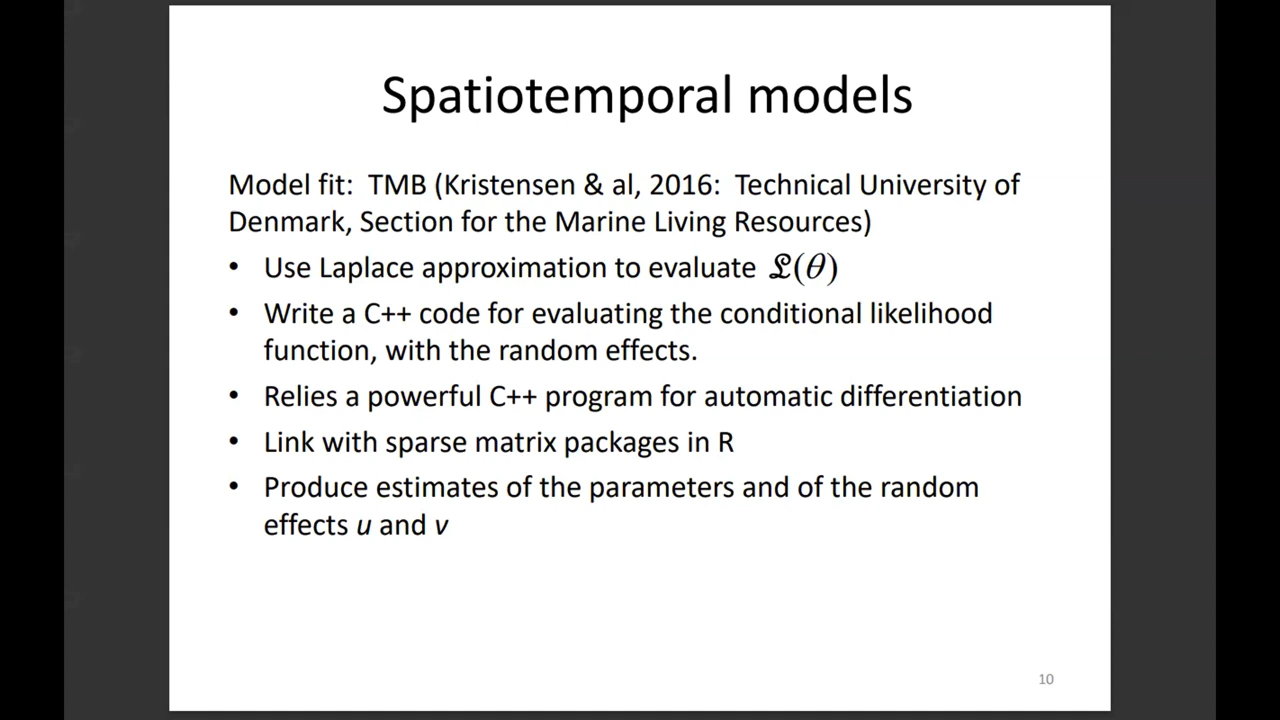 Spatiotemporal models
Model fit:  TMB (Kristensen & al, 2016:  Technical University of
Denmark, Section for the Marine Living Resources)
• Use Laplace approximation to evaluate 𝕷(θ)
• Write a C++ code for evaluating the conditional likelihood
function, with the random effects.
• Relies a powerful C++ program for automatic differentiation
• Link with sparse matrix packages in R
• Produce estimates of the parameters and of the random
effects u and v
10